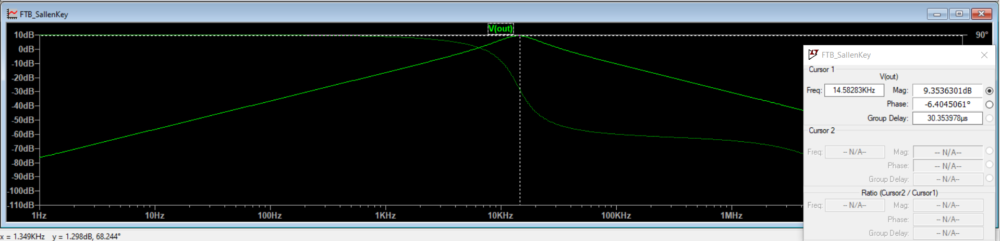 FTB_SallenKey
V(out)
10dB
90°
0dB
-10dB
-20dB
-30dB
-40dB
-50dB
-60dB
-70dB
-80dB
-90dB
-100dB
-110dB
1Hz 10Hz 100Hz 1KHz 10KHz 100KHz 1MHz
FTB_SallenKey
Cursor 1
V(out)
Freq: 14.58283KHz Mag: 9.3536301dB
Phase: -6.4045061°
Group Delay: 30.353978µs
Cursor 2
Freq: -- N/A-- Mag: -- N/A--
Phase: -- N/A--
Group Delay: -- N/A--
Ratio (Cursor2 / Cursor1)
Freq: -- N/A-- Mag: -- N/A--
Phase: -- N/A--
Group Delay: -- N/A--
x = 1.349KHz y = 1.298dB, 68.244°